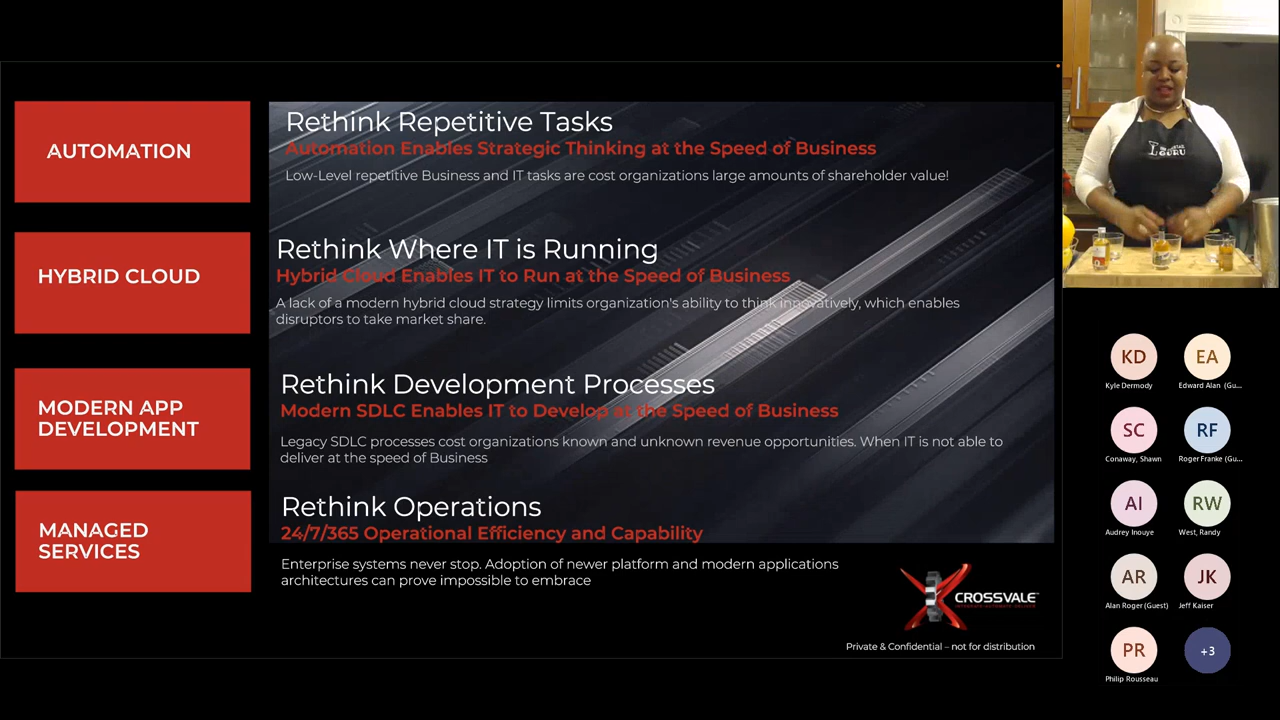 AUTOMATION
Rethink Repetitive Tasks
Automation Enables Strategic Thinking at the Speed of Business
Low-Level repetitive Business and IT tasks are cost organizations large amounts of shareholder value!
HYBRID CLOUD
Rethink Where IT is Running
Hybrid Cloud Enables IT to Run at the Speed of Business
A lack of a modern hybrid cloud strategy limits organization's ability to think innovatively, which enables
disruptors to take market share.
MODERN APP
DEVELOPMENT
Rethink Development Processes
Modern SDLC Enables IT to Develop at the Speed of Business
Legacy SDLC processes cost organizations known and unknown revenue opportunities. When IT is not able to
deliver at the speed of Business
MANAGED
SERVICES
Rethink Operations
24/7/365 Operational Efficiency and Capability
Enterprise systems never stop. Adoption of newer platform and modern applications
architectures can prove impossible to embrace
CROSSVALE™
Private & Confidential – not for distribution
GURU
KD
EA
Kyle Dermody
Edward Alan (Gu...
SC
RF
Conaway, Shawn
Roger Franke (Gu...
AI
RW
Audrey Inouye
West, Randy
AR
JK
Alan Roger (Guest)
Jeff Kaiser
PR
+3
Philip Rousseau